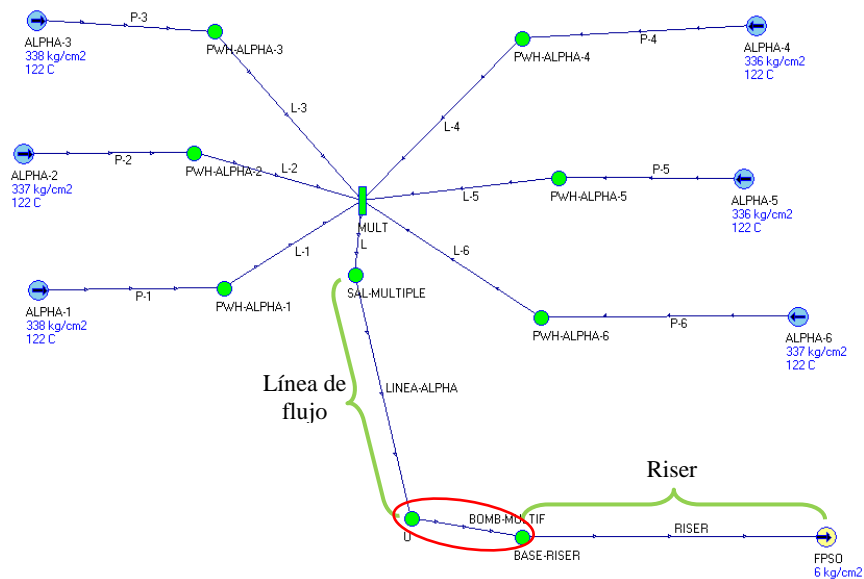 P-3
ALPHA-3
338 kg/cm2
122 C
PWH-ALPHA-3
L-3
P-4
ALPHA-4
336 kg/cm2
122 C
PWH-ALPHA-4
L-4
P-2
ALPHA-2
337 kg/cm2
122 C
PWH-ALPHA-2
L-2
P-5
ALPHA-5
336 kg/cm2
122 C
PWH-ALPHA-5
L-5
MULT
L
L-1
L-6
P-1
ALPHA-1
338 kg/cm2
122 C
PWH-ALPHA-1
SAL-MULTIPLE
P-6
ALPHA-6
337 kg/cm2
122 C
PWH-ALPHA-6
Línea de
flujo
LINEA-ALPHA
Riser
BOMB-MULTIF
BASE-RISER
RISER
FPSO
6 kg/cm2